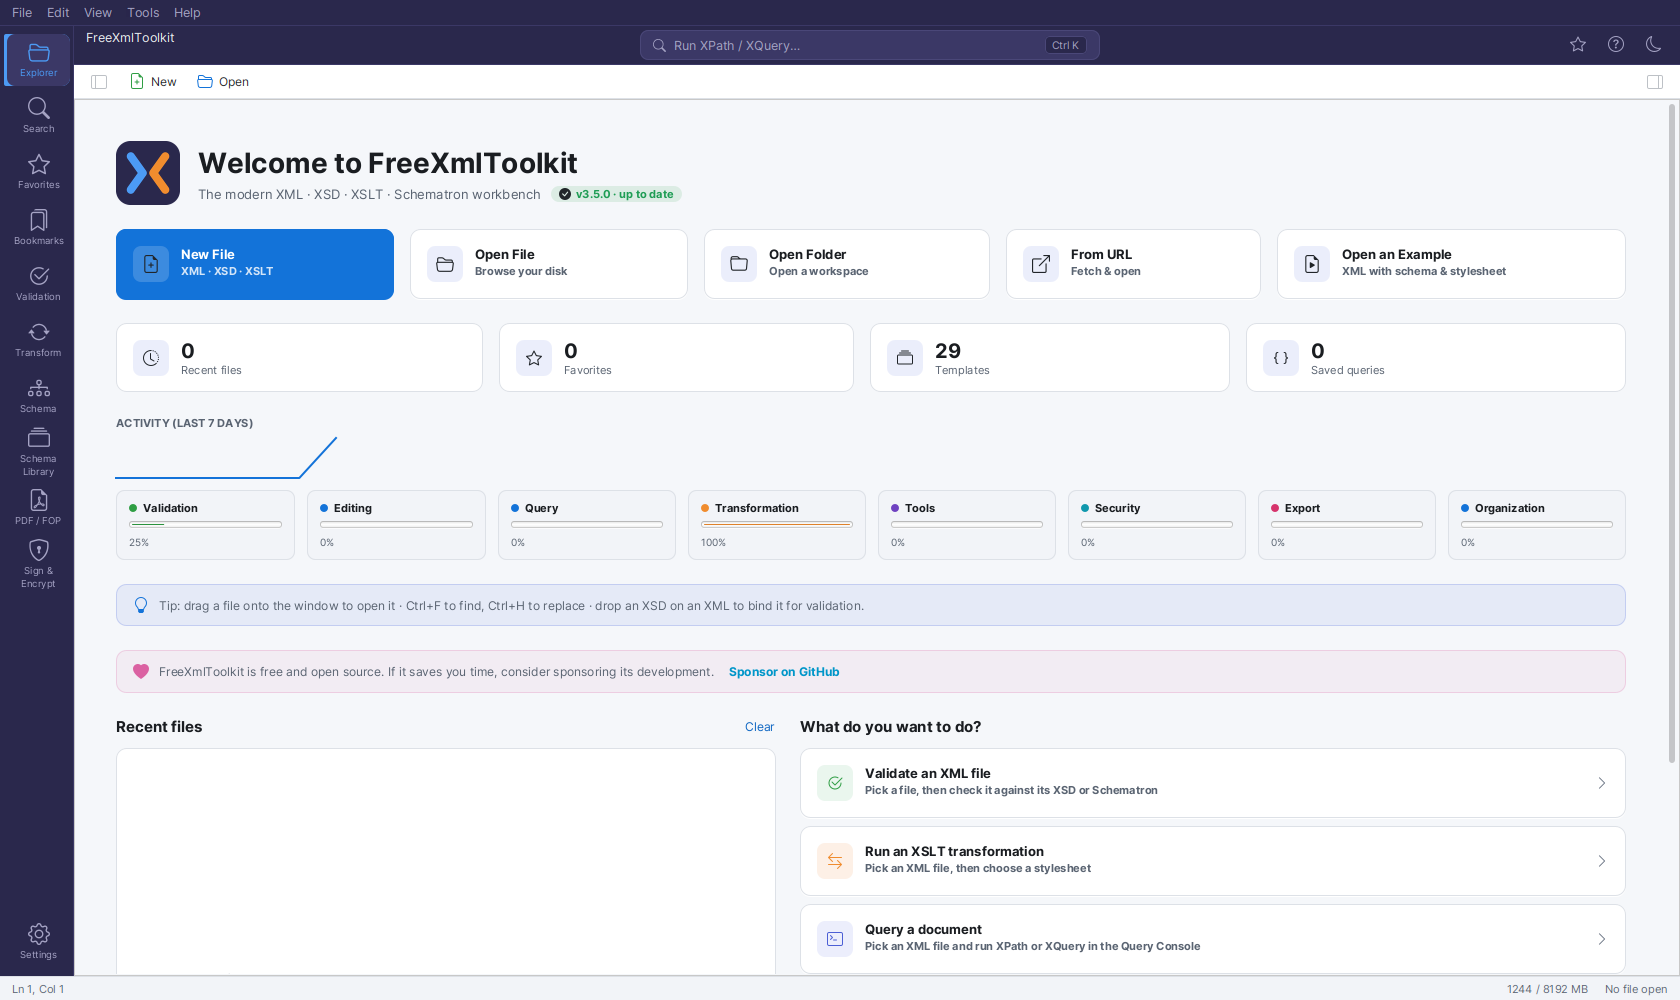 File Edit View Tools Help
FreeXmlToolkit
Run XPath / XQuery...
Ctrl K
Explorer
Search
Favorites
Bookmarks
Validation
Transform
Schema
Schema
Library
PDF / FOP
Sign &
Encrypt
Settings
New
Open
Welcome to FreeXmlToolkit
The modern XML · XSD · XSLT · Schematron workbench
v3.5.0 · up to date
New File
XML · XSD · XSLT
Open File
Browse your disk
Open Folder
Open a workspace
From URL
Fetch & open
Open an Example
XML with schema & stylesheet
0
Recent files
0
Favorites
29
Templates
{ }
0
Saved queries
ACTIVITY (LAST 7 DAYS)
Validation
25%
Editing
0%
Query
0%
Transformation
100%
Tools
0%
Security
0%
Export
0%
Organization
0%
Tip: drag a file onto the window to open it · Ctrl+F to find, Ctrl+H to replace · drop an XSD on an XML to bind it for validation.
FreeXmlToolkit is free and open source. If it saves you time, consider sponsoring its development. Sponsor on GitHub
Recent files
Clear
What do you want to do?
Validate an XML file
Pick a file, then check it against its XSD or Schematron
Run an XSLT transformation
Pick an XML file, then choose a stylesheet
Query a document
Pick an XML file and run XPath or XQuery in the Query Console
Ln 1, Col 1
1244 / 8192 MB
No file open